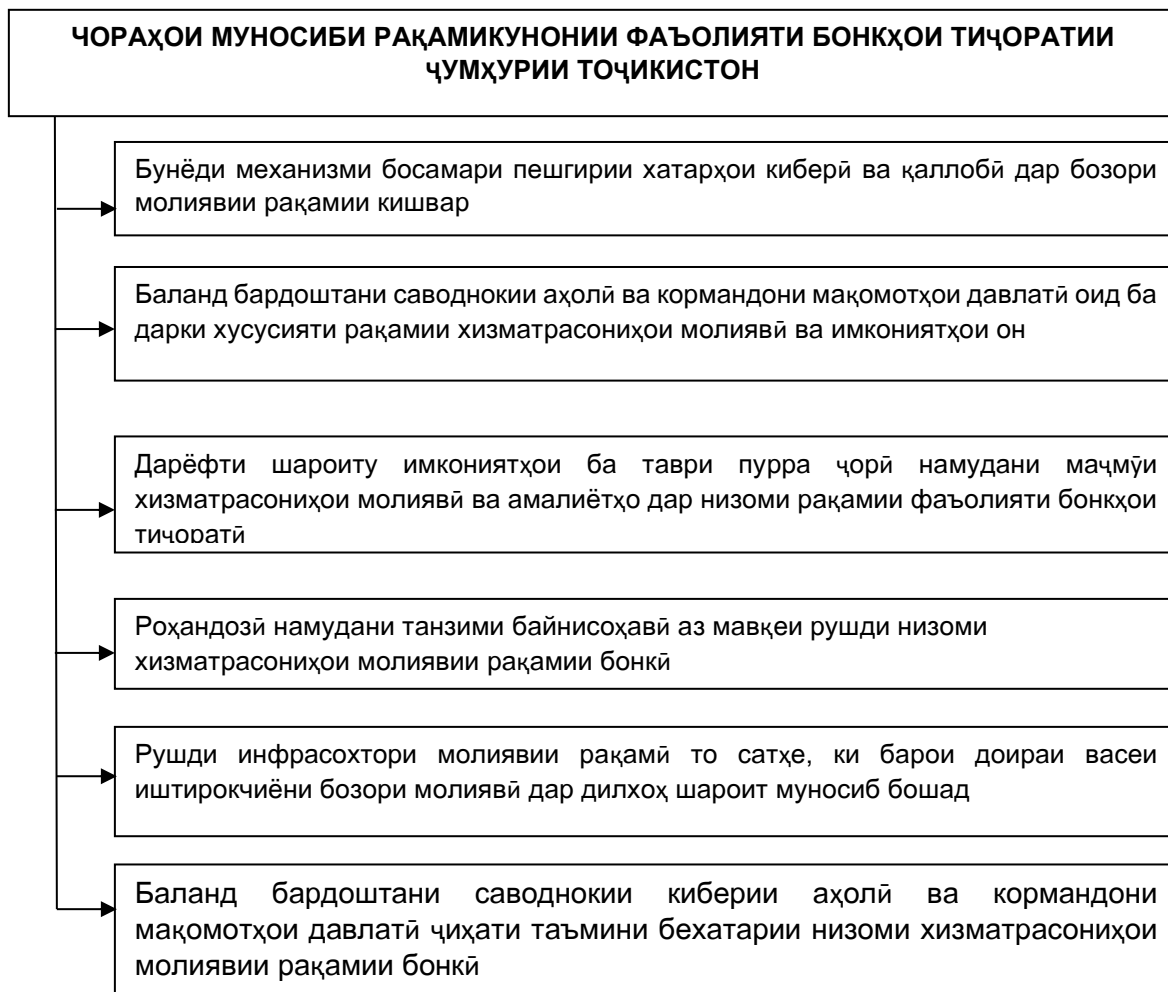 ЧОРАҲОИ МУНОСИБИ РАҚАМИКУНОНИИ ФАЪОЛИЯТИ БОНКҲОИ ТИҶОРАТИИ
ҶУМҲУРИИ ТОҶИКИСТОН
Бунёди механизми босамари пешгирии хатарҳои киберӣ ва қаллобӣ дар бозори
молиявии рақамии кишвар
Баланд бардоштани саводнокии аҳолӣ ва кормандони мақомотҳои давлатӣ оид ба
дарки хусусияти рақамии хизматрасониҳои молиявӣ ва имкониятҳои он
Дарёфти шароиту имкониятҳои ба таври пурра ҷорӣ намудани маҷмӯи
хизматрасониҳои молиявӣ ва амалиётҳо дар низоми рақамии фаъолияти бонкҳои
тиҷоратӣ
Роҳандозӣ намудани танзими байнисоҳавӣ аз мавқеи рушди низоми
хизматрасониҳои молиявии рақамии бонкӣ
Рушди инфрасохтори молиявии рақамӣ то сатҳе, ки барои доираи васеи
иштирокчиёни бозори молиявӣ дар дилхоҳ шароит муносиб бошад
Баланд бардоштани саводнокии киберии аҳолӣ ва кормандони
мақомотҳои давлатӣ ҷиҳати таъмини бехатарии низоми хизматрасониҳои
молиявии рақамии бонкӣ